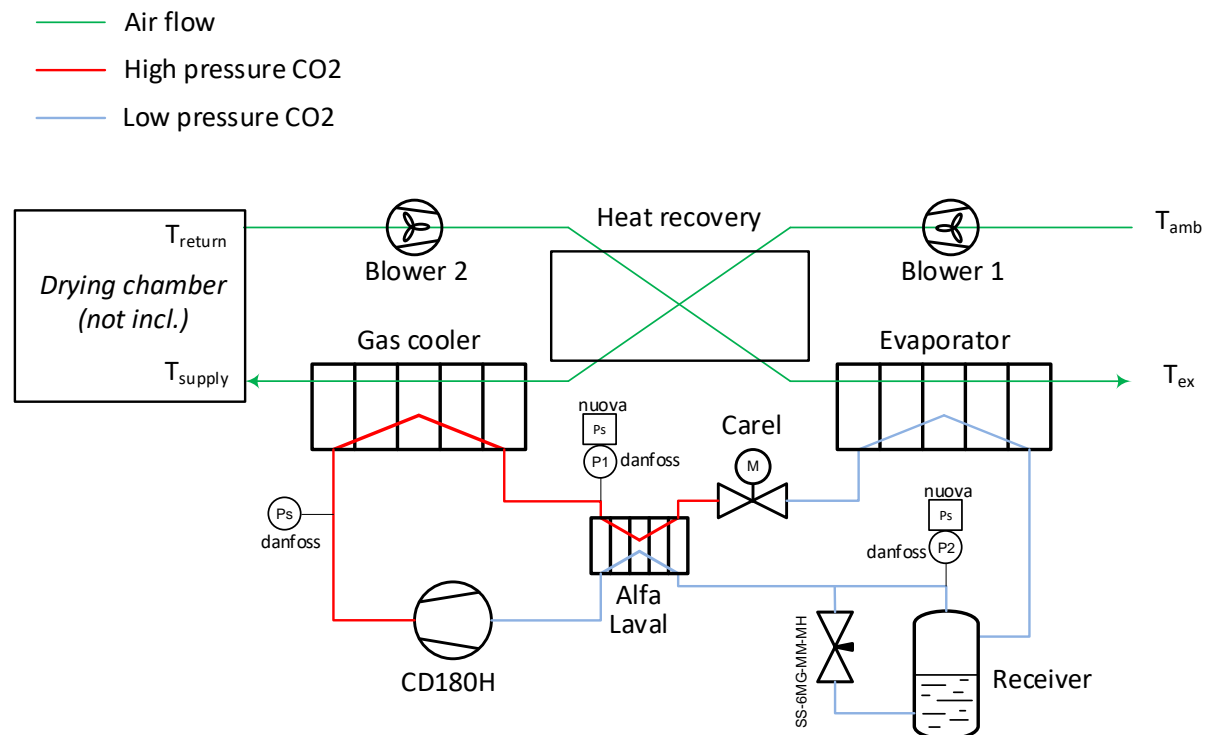 Air flow
High pressure CO2
Low pressure CO2
Heat recovery
Treturn
Tamb
Blower 2
Blower 1
Drying chamber
(not incl.)
Gas cooler
Evaporator
Tsupply
Tex
nuova
Ps
P1
danfoss
Carel
M
Ps
danfoss
nuova
Ps
P2
danfoss
Alfa
Laval
CD180H
SS-6MG-MM-MH
Receiver